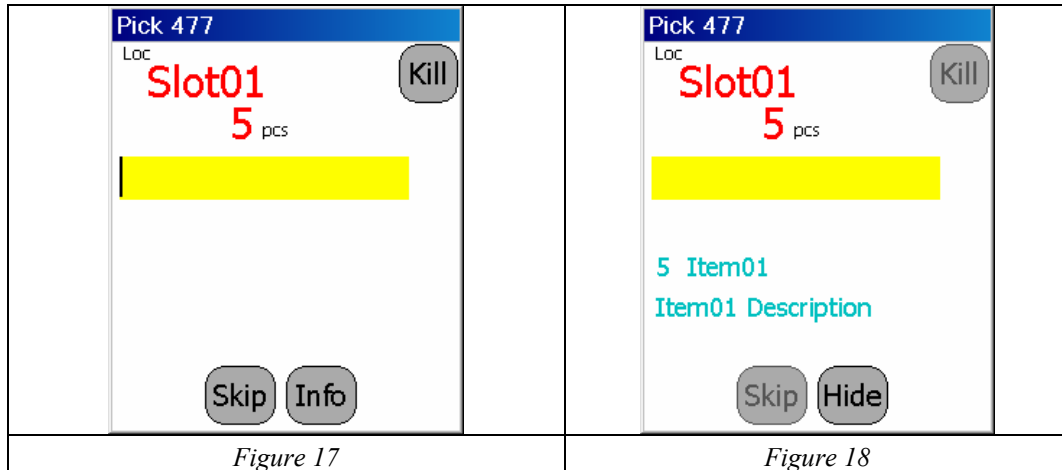 Pick 477
Loc
Slot01
Kill
5 pcs
Skip Info
Figure 17
Pick 477
Loc
Slot01
Kill
5 pcs
5 Item01
Item01 Description
Skip Hide
Figure 18